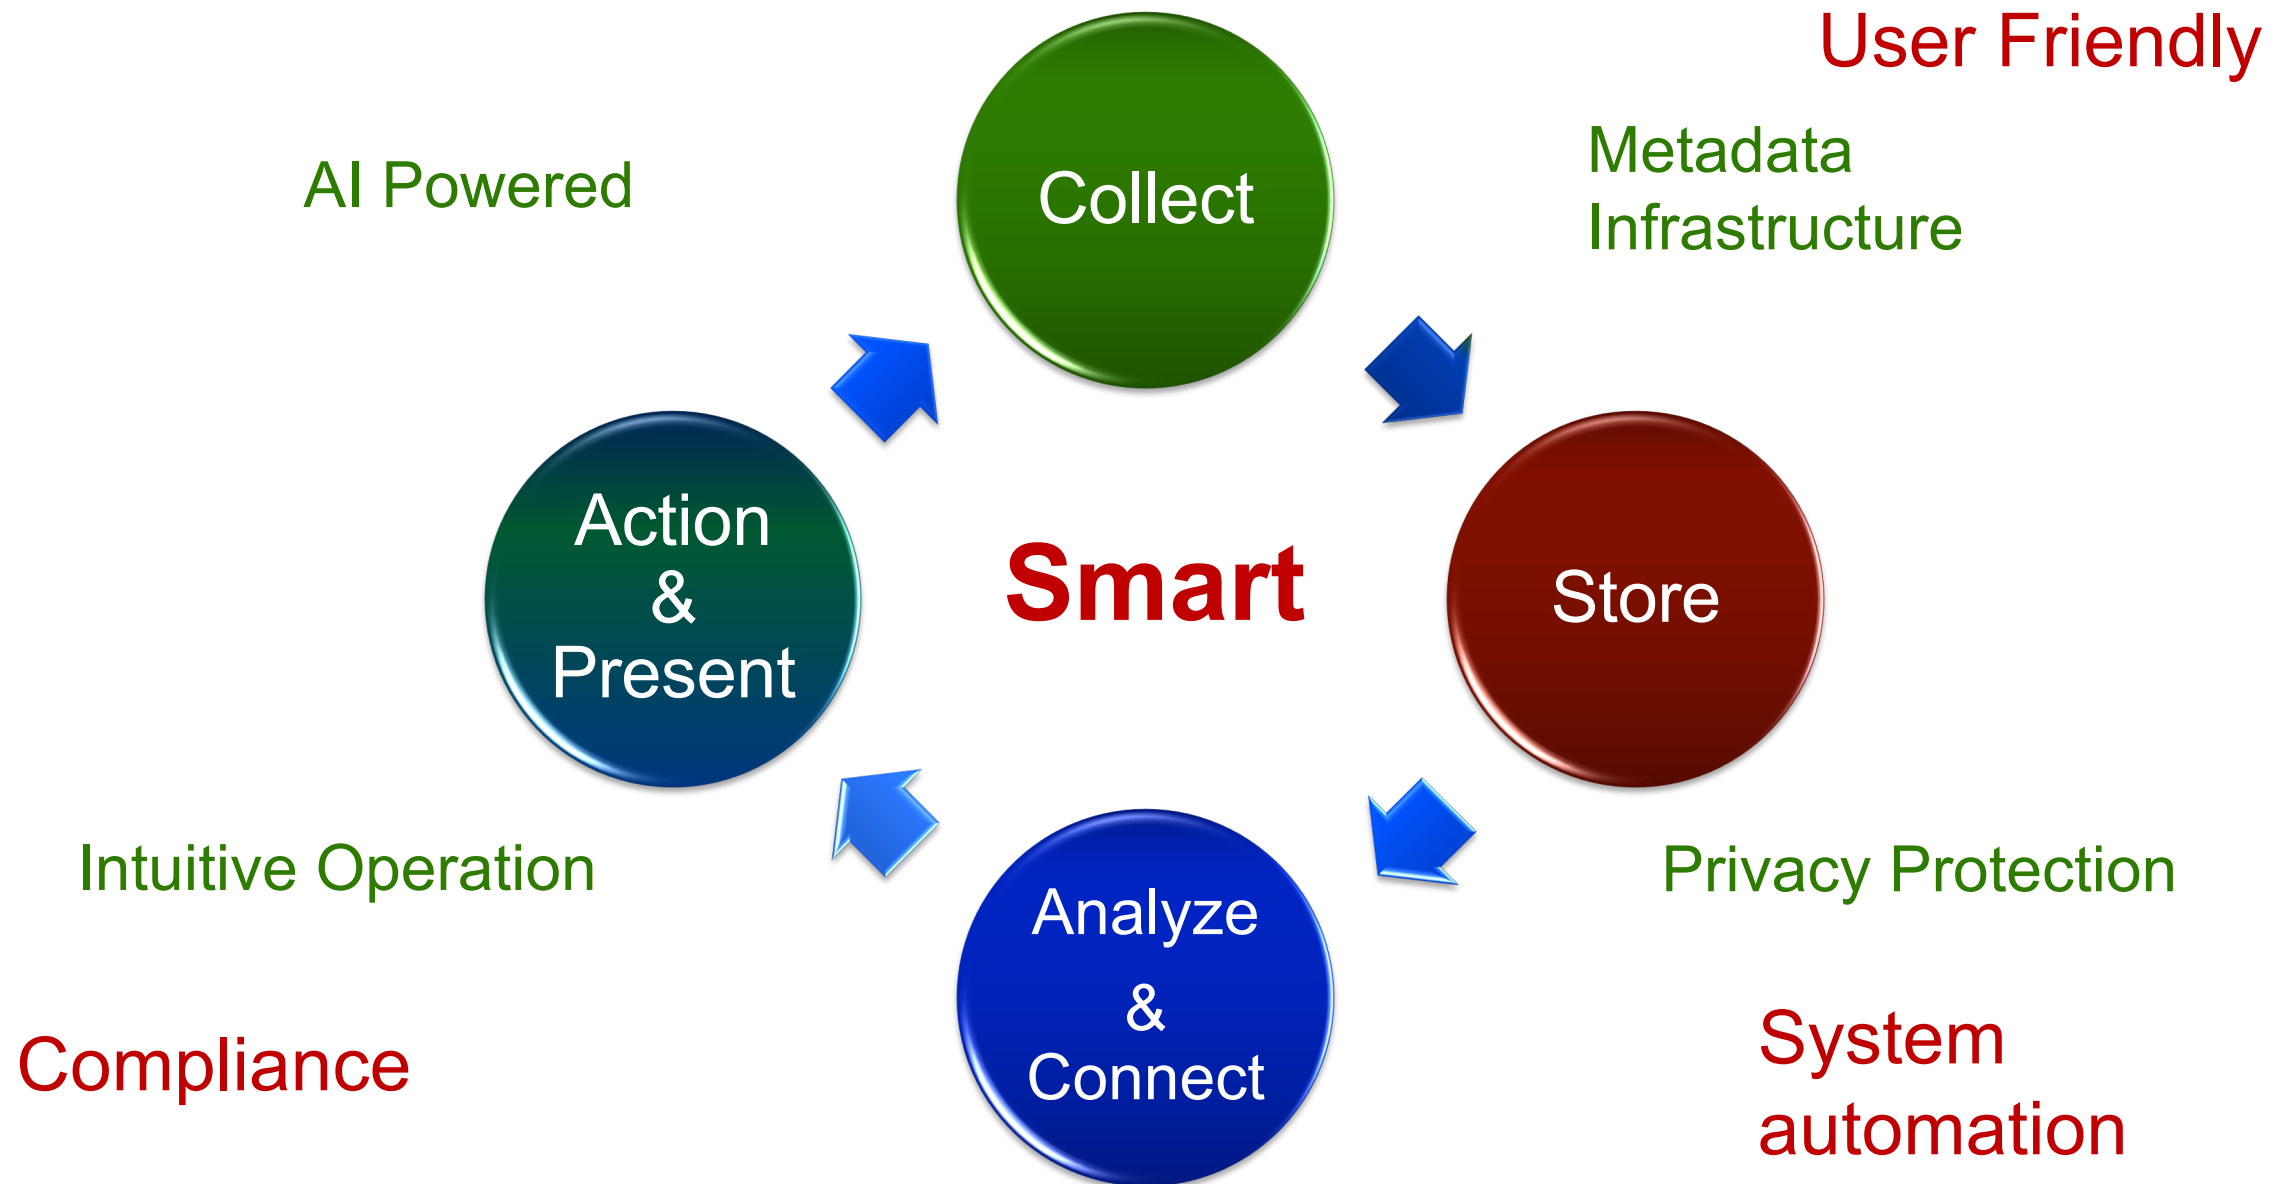 User Friendly
AI Powered
Collect
Metadata
Infrastructure
Action
&
Present
Smart
Store
Intuitive Operation
Analyze
&
Connect
Privacy Protection
Compliance
System
automation